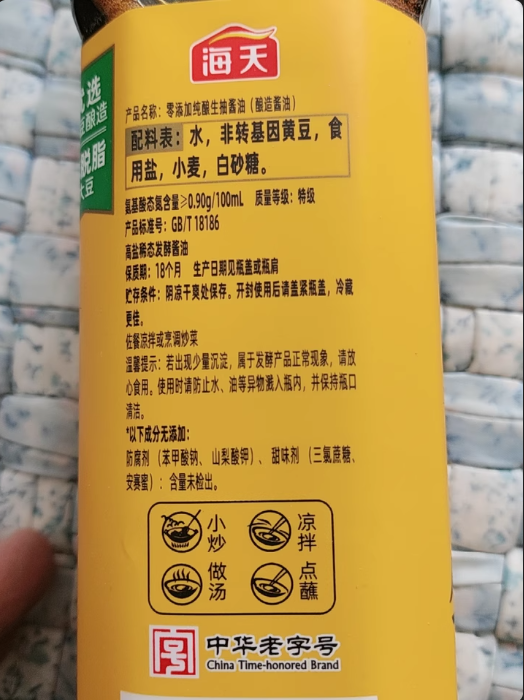 海天
优选
豆酿造
脱脂
大豆
产品名称：零添加纯酿生抽酱油（酿造酱油）
配料表：水，非转基因黄豆，食
用盐，小麦，白砂糖。
氨基酸态氮含量≥0.90g/100mL 质量等级：特级
产品标准号：GB/T 18186
高盐稀态发酵酱油
保质期：18个月 生产日期见瓶盖或瓶肩
贮存条件：阴凉干爽处保存。开封使用后请盖紧瓶盖，冷藏
更佳。
佐餐凉拌或烹调炒菜
温馨提示：若出现少量沉淀，属于发酵产品正常现象，请放
心食用。使用时请防止水、油等异物溅入瓶内，并保持瓶口
清洁。
*以下成分无添加：
防腐剂（苯甲酸钠、山梨酸钾）、甜味剂（三氯蔗糖、
安赛蜜）：含量未检出。
小炒
凉拌
做汤
点蘸
中华老字号
China Time-honored Brand